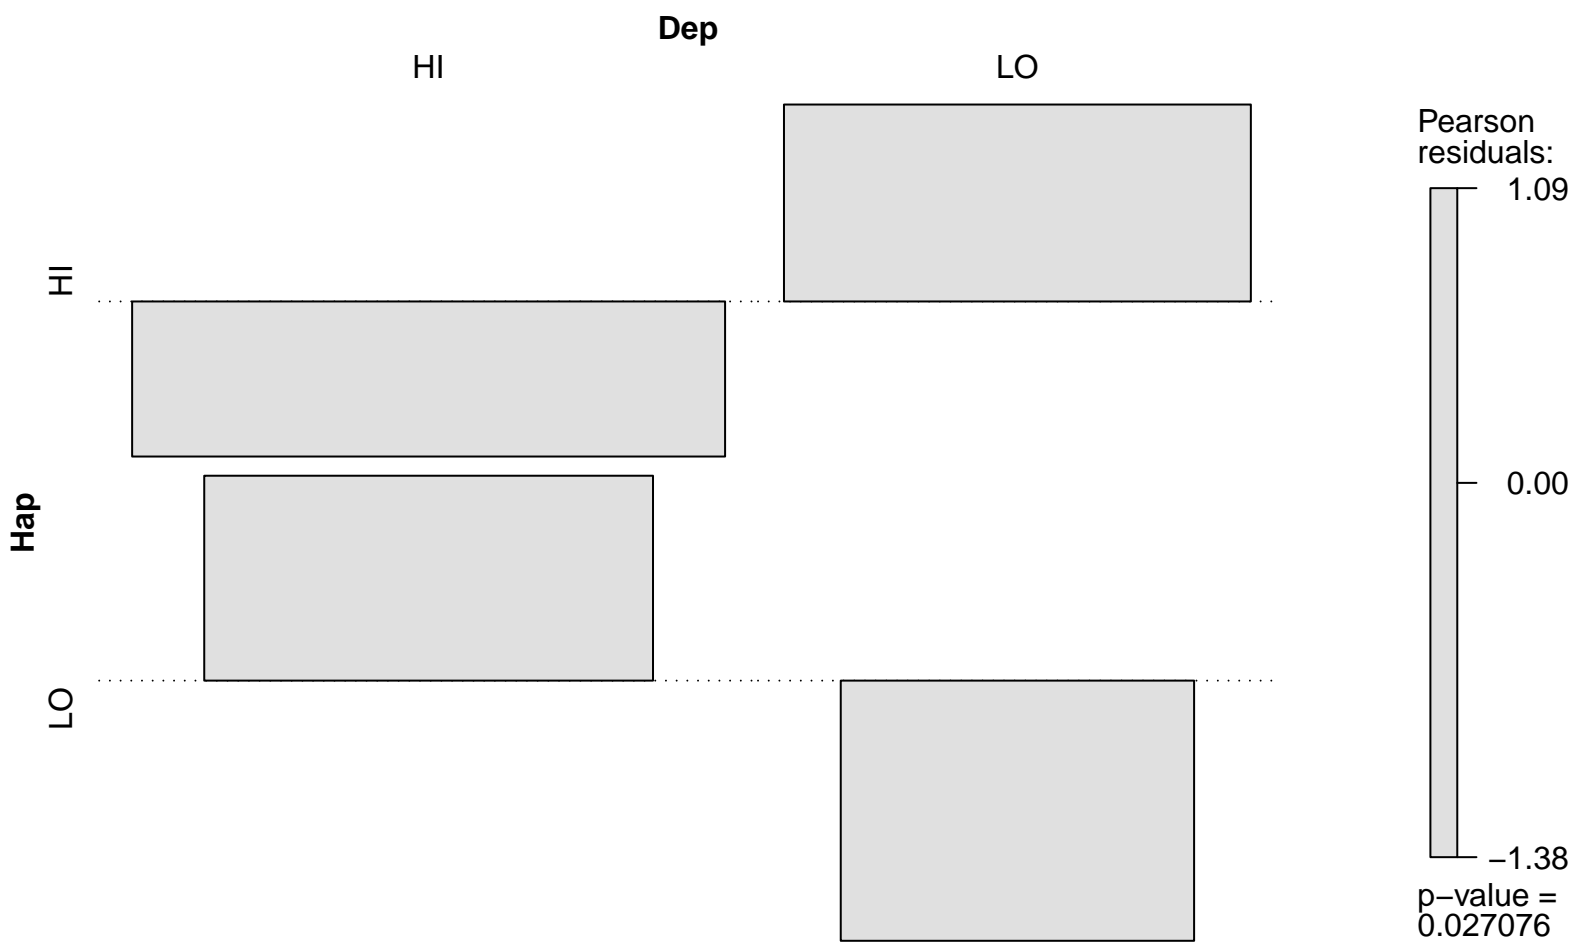 Dep
HI
LO
HI
LO
Hap
Pearson
residuals:
1.09
0.00
−1.38
p−value =
0.027076